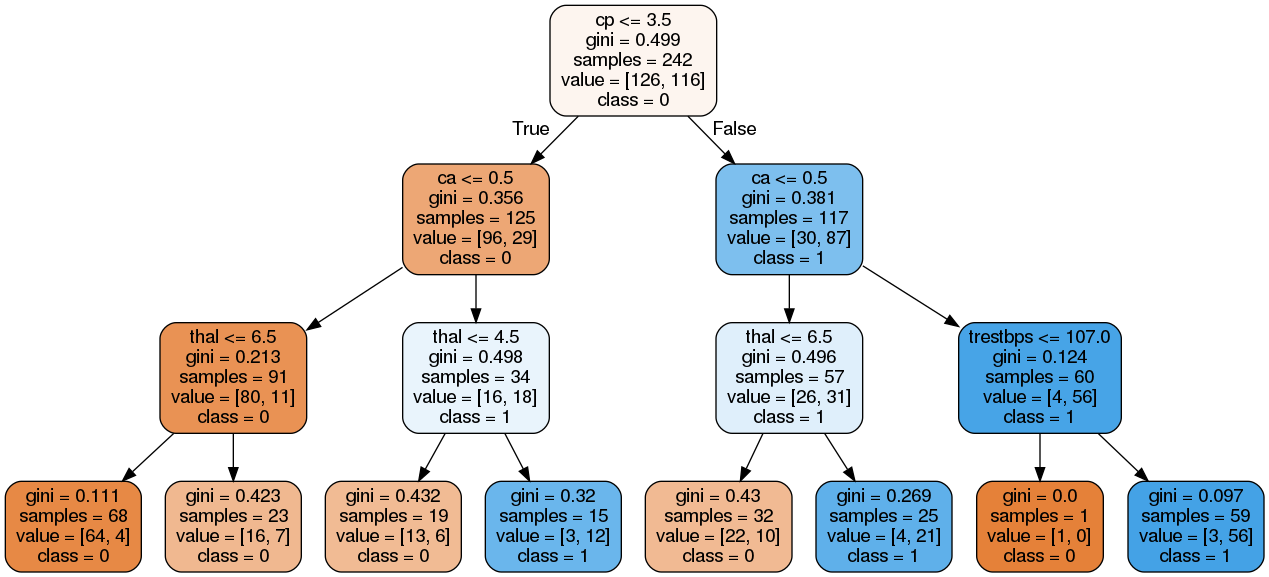 cp <= 3.5
gini = 0.499
samples = 242
value = [126, 116]
class = 0
True
False
ca <= 0.5
gini = 0.356
samples = 125
value = [96, 29]
class = 0
ca <= 0.5
gini = 0.381
samples = 117
value = [30, 87]
class = 1
thal <= 6.5
gini = 0.213
samples = 91
value = [80, 11]
class = 0
thal <= 4.5
gini = 0.498
samples = 34
value = [16, 18]
class = 1
thal <= 6.5
gini = 0.496
samples = 57
value = [26, 31]
class = 1
trestbps <= 107.0
gini = 0.124
samples = 60
value = [4, 56]
class = 1
gini = 0.111
samples = 68
value = [64, 4]
class = 0
gini = 0.423
samples = 23
value = [16, 7]
class = 0
gini = 0.432
samples = 19
value = [13, 6]
class = 0
gini = 0.32
samples = 15
value = [3, 12]
class = 1
gini = 0.43
samples = 32
value = [22, 10]
class = 0
gini = 0.269
samples = 25
value = [4, 21]
class = 1
gini = 0.0
samples = 1
value = [1, 0]
class = 0
gini = 0.097
samples = 59
value = [3, 56]
class = 1